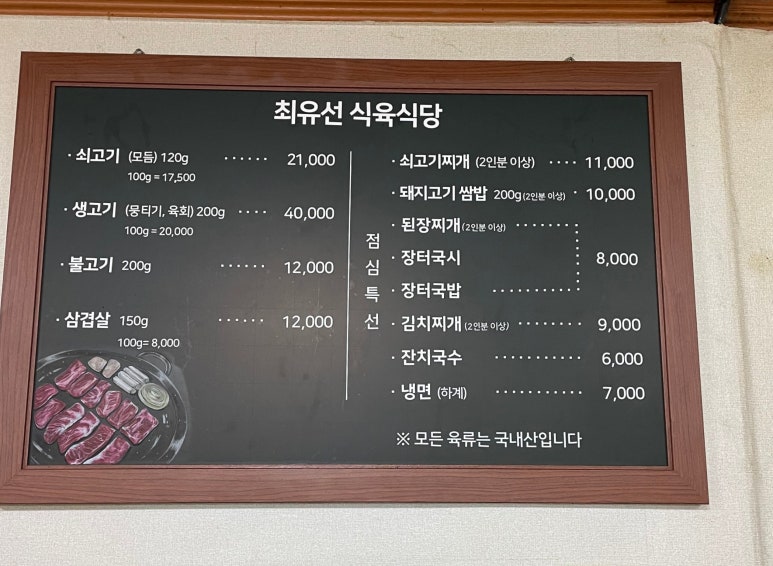 최유선 식육식당
· 쇠고기 (모듬) 120g ······ 21,000
100g = 17,500
· 생고기 (뭉티기, 육회) 200g ···· 40,000
100g = 20,000
· 불고기 200g ······ 12,000
· 삼겹살 150g ······ 12,000
100g= 8,000
점심특선
· 쇠고기찌개 (2인분 이상) ···· 11,000
· 돼지고기 쌈밥 200g (2인분 이상) · 10,000
· 된장찌개 (2인분 이상) ········
· 장터국시 8,000
· 장터국밥 ···········
· 김치찌개 (2인분 이상) ········ 9,000
· 잔치국수 ··········· 6,000
· 냉면 (하계) ··········· 7,000
※ 모든 육류는 국내산입니다